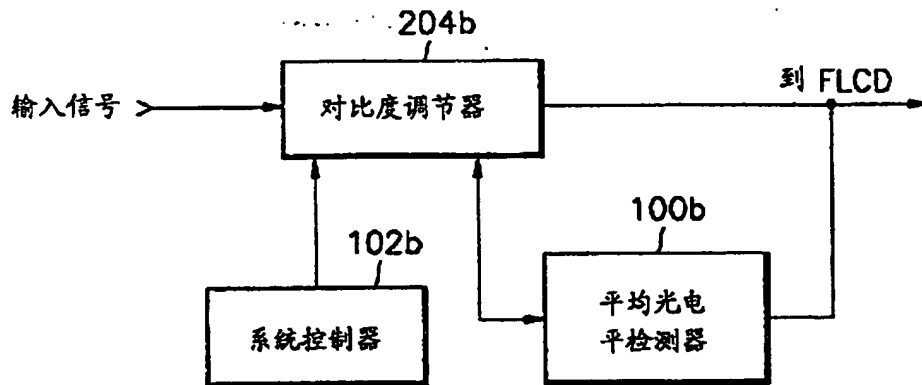 204b
输入信号
对比度调节器
到 FLCD
102b
系统控制器
100b
平均光电
平检测器